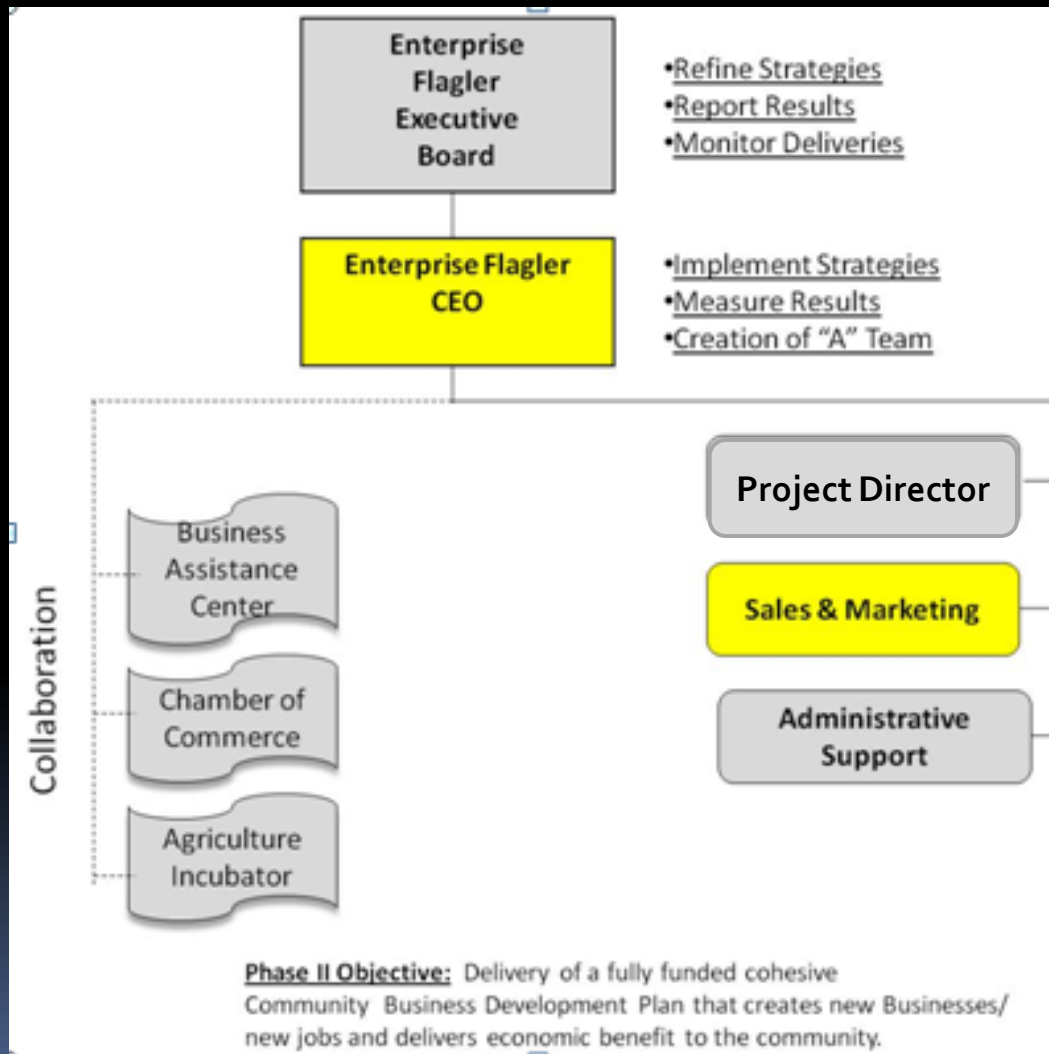 Enterprise
Flagler
Executive
Board
•Refine Strategies
•Report Results
•Monitor Deliveries
Enterprise Flagler
CEO
•Implement Strategies
•Measure Results
•Creation of “A” Team
Collaboration
Business
Assistance
Center
Chamber of
Commerce
Agriculture
Incubator
Project Director
Sales & Marketing
Administrative
Support
Phase II Objective: Delivery of a fully funded cohesive
Community Business Development Plan that creates new Businesses/
new jobs and delivers economic benefit to the community.